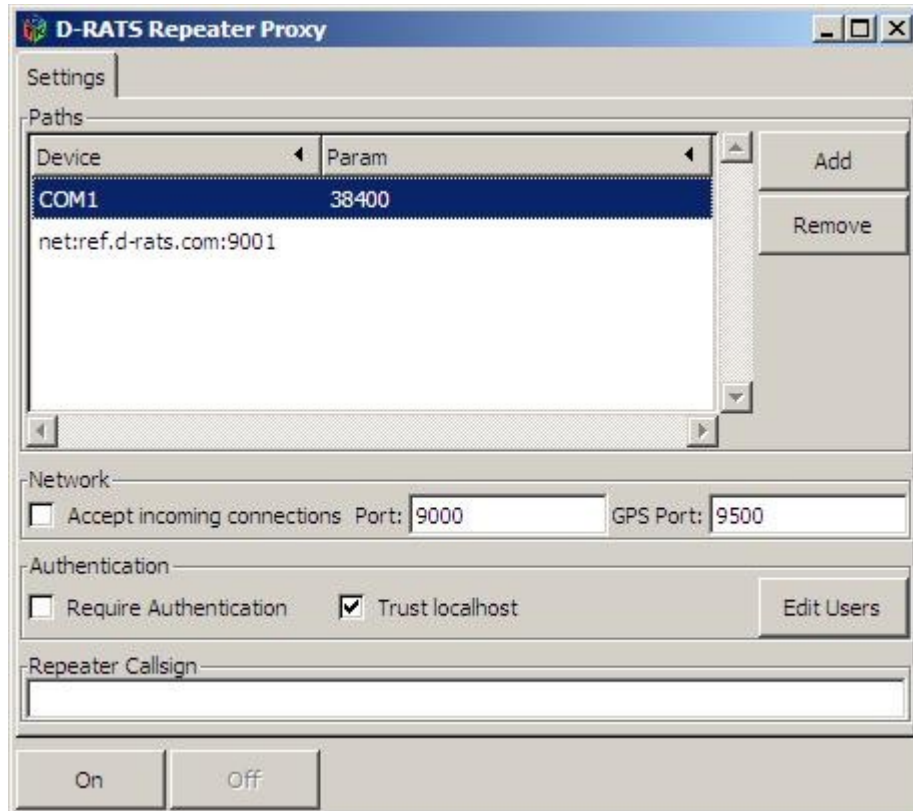 D-RATS Repeater Proxy
Settings
Paths
Device Param
COM1 38400
net:ref.d-rats.com:9001
Add
Remove
Network
Accept incoming connections Port: 9000 GPS Port: 9500
Authentication
Require Authentication Trust localhost Edit Users
Repeater Callsign
On Off